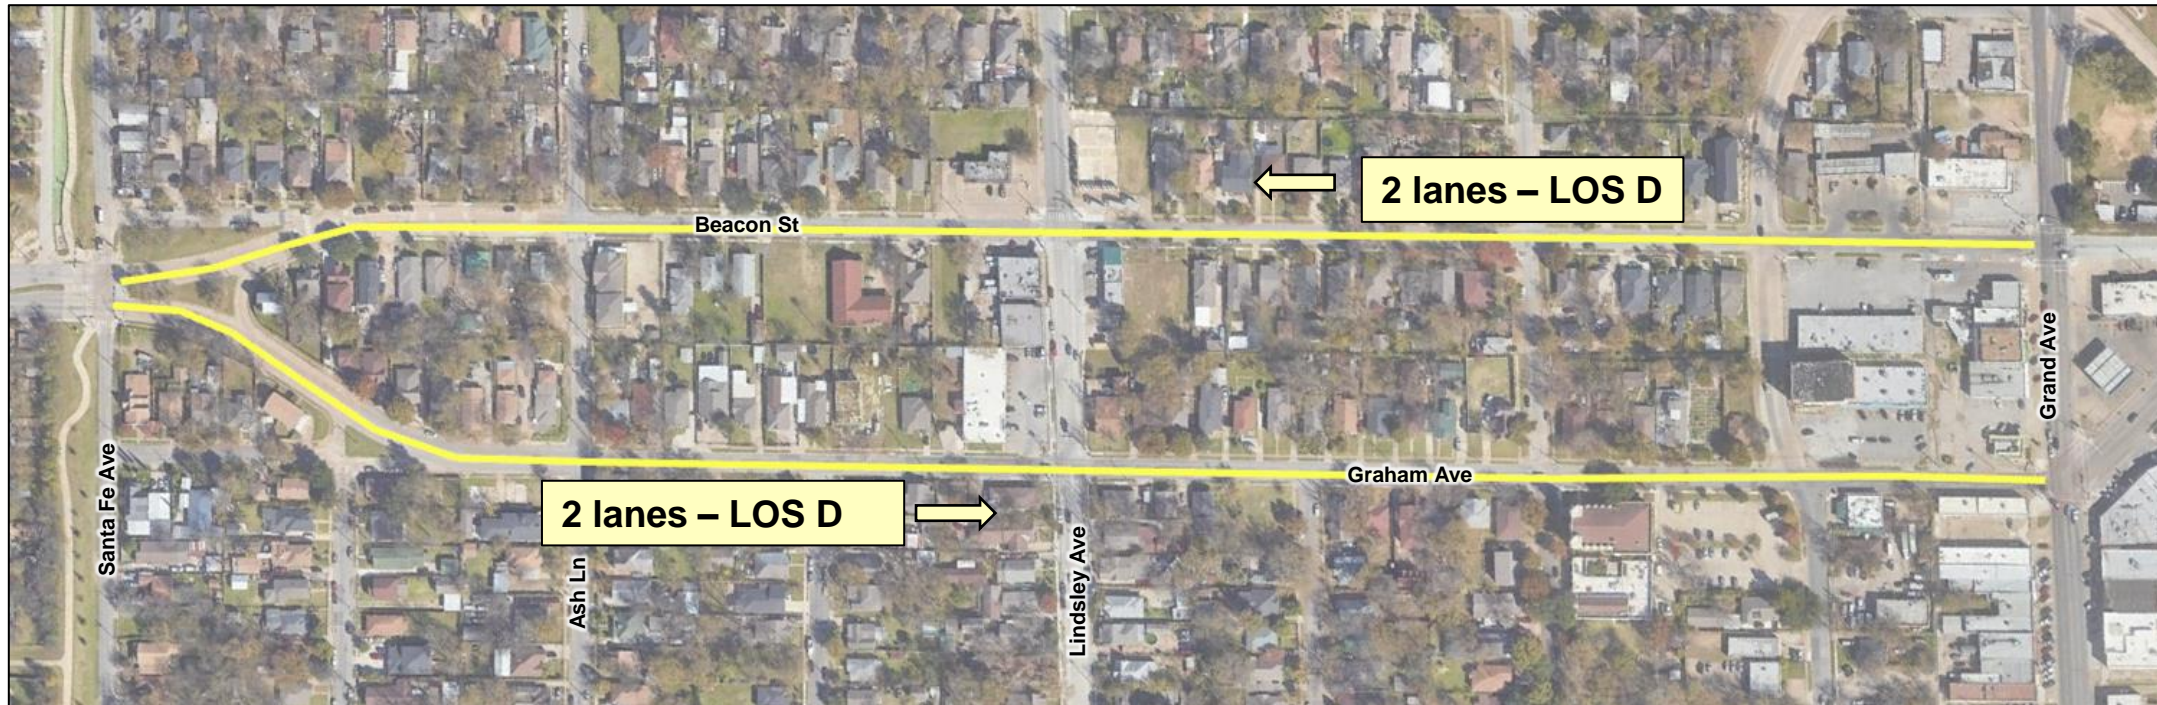 2 lanes – LOS D
Beacon St
Grand Ave
Santa Fe Ave
Graham Ave
2 lanes – LOS D
Ash Ln
Lindsley Ave